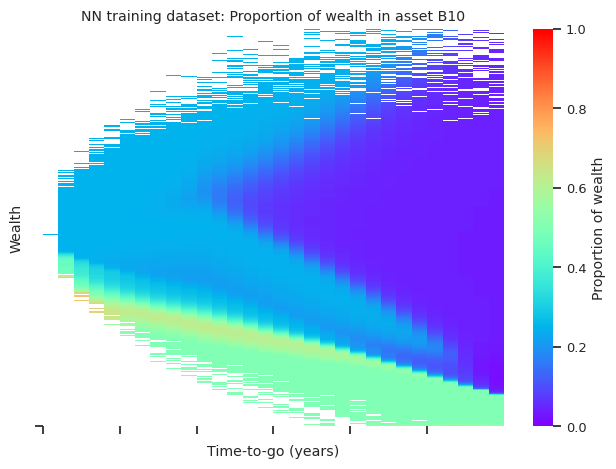 NN training dataset: Proportion of wealth in asset B10
Wealth
Time-to-go (years)
1.0
0.8
0.6
0.4
0.2
0.0
Proportion of wealth